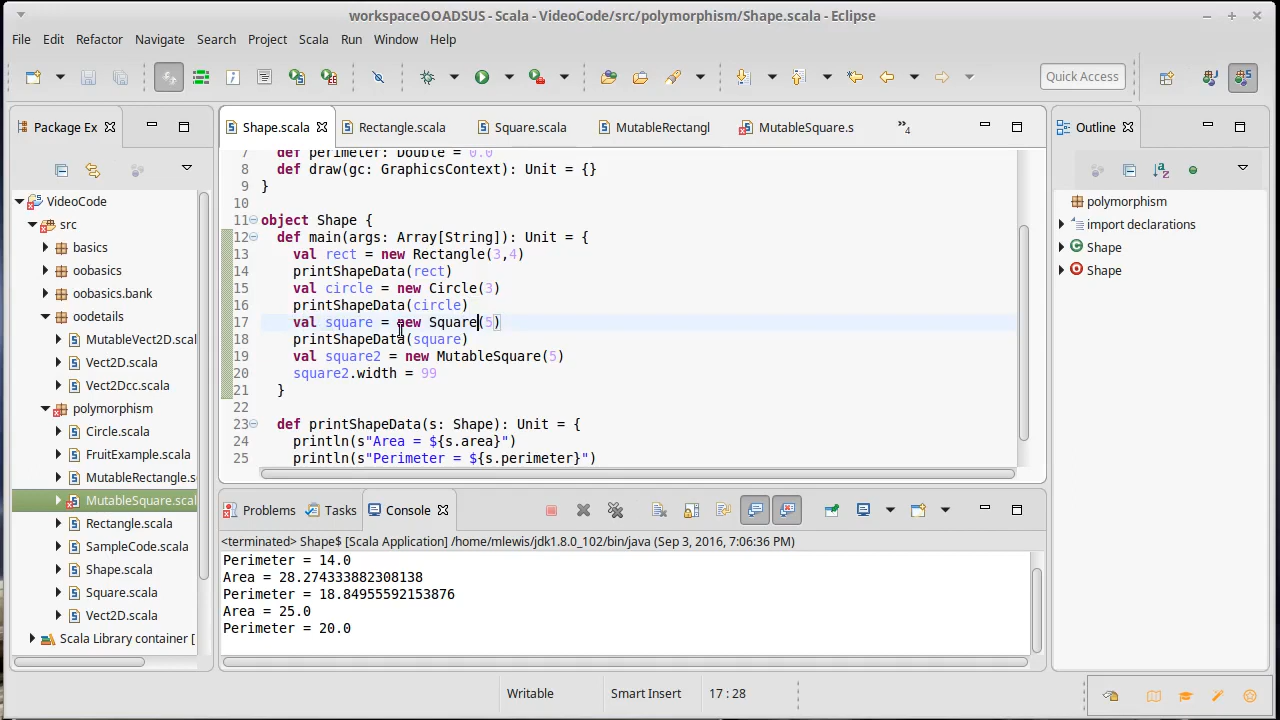 workspaceOOADSUS - Scala - VideoCode/src/polymorphism/Shape.scala - Eclipse
File Edit Refactor Navigate Search Project Scala Run Window Help
Quick Access
Package Ex
Shape.scala
Rectangle.scala
Square.scala
MutableRectangl
MutableSquare.s
»4
Outline
VideoCode
src
basics
oobasics
oobasics.bank
oodetails
MutableVect2D.scal
Vect2D.scala
Vect2Dcc.scala
polymorphism
Circle.scala
FruitExample.scala
MutableRectangle.s
MutableSquare.scal
Rectangle.scala
SampleCode.scala
Shape.scala
Square.scala
Vect2D.scala
Scala Library container [
7 def perimeter: Double = 0.0
8 def draw(gc: GraphicsContext): Unit = {}
9 }
10
11 object Shape {
12 def main(args: Array[String]): Unit = {
13 val rect = new Rectangle(3,4)
14 printShapeData(rect)
15 val circle = new Circle(3)
16 printShapeData(circle)
17 val square = new Square(5)
18 printShapeData(square)
19 val square2 = new MutableSquare(5)
20 square2.width = 99
21 }
22
23 def printShapeData(s: Shape): Unit = {
24 println(s"Area = ${s.area}")
25 println(s"Perimeter = ${s.perimeter}")
polymorphism
import declarations
Shape
Shape
Problems
Tasks
Console
<terminated> Shape$ [Scala Application] /home/mlewis/jdk1.8.0_102/bin/java (Sep 3, 2016, 7:06:36 PM)
Perimeter = 14.0
Area = 28.274333882308138
Perimeter = 18.84955592153876
Area = 25.0
Perimeter = 20.0
Writable
Smart Insert
17 : 28